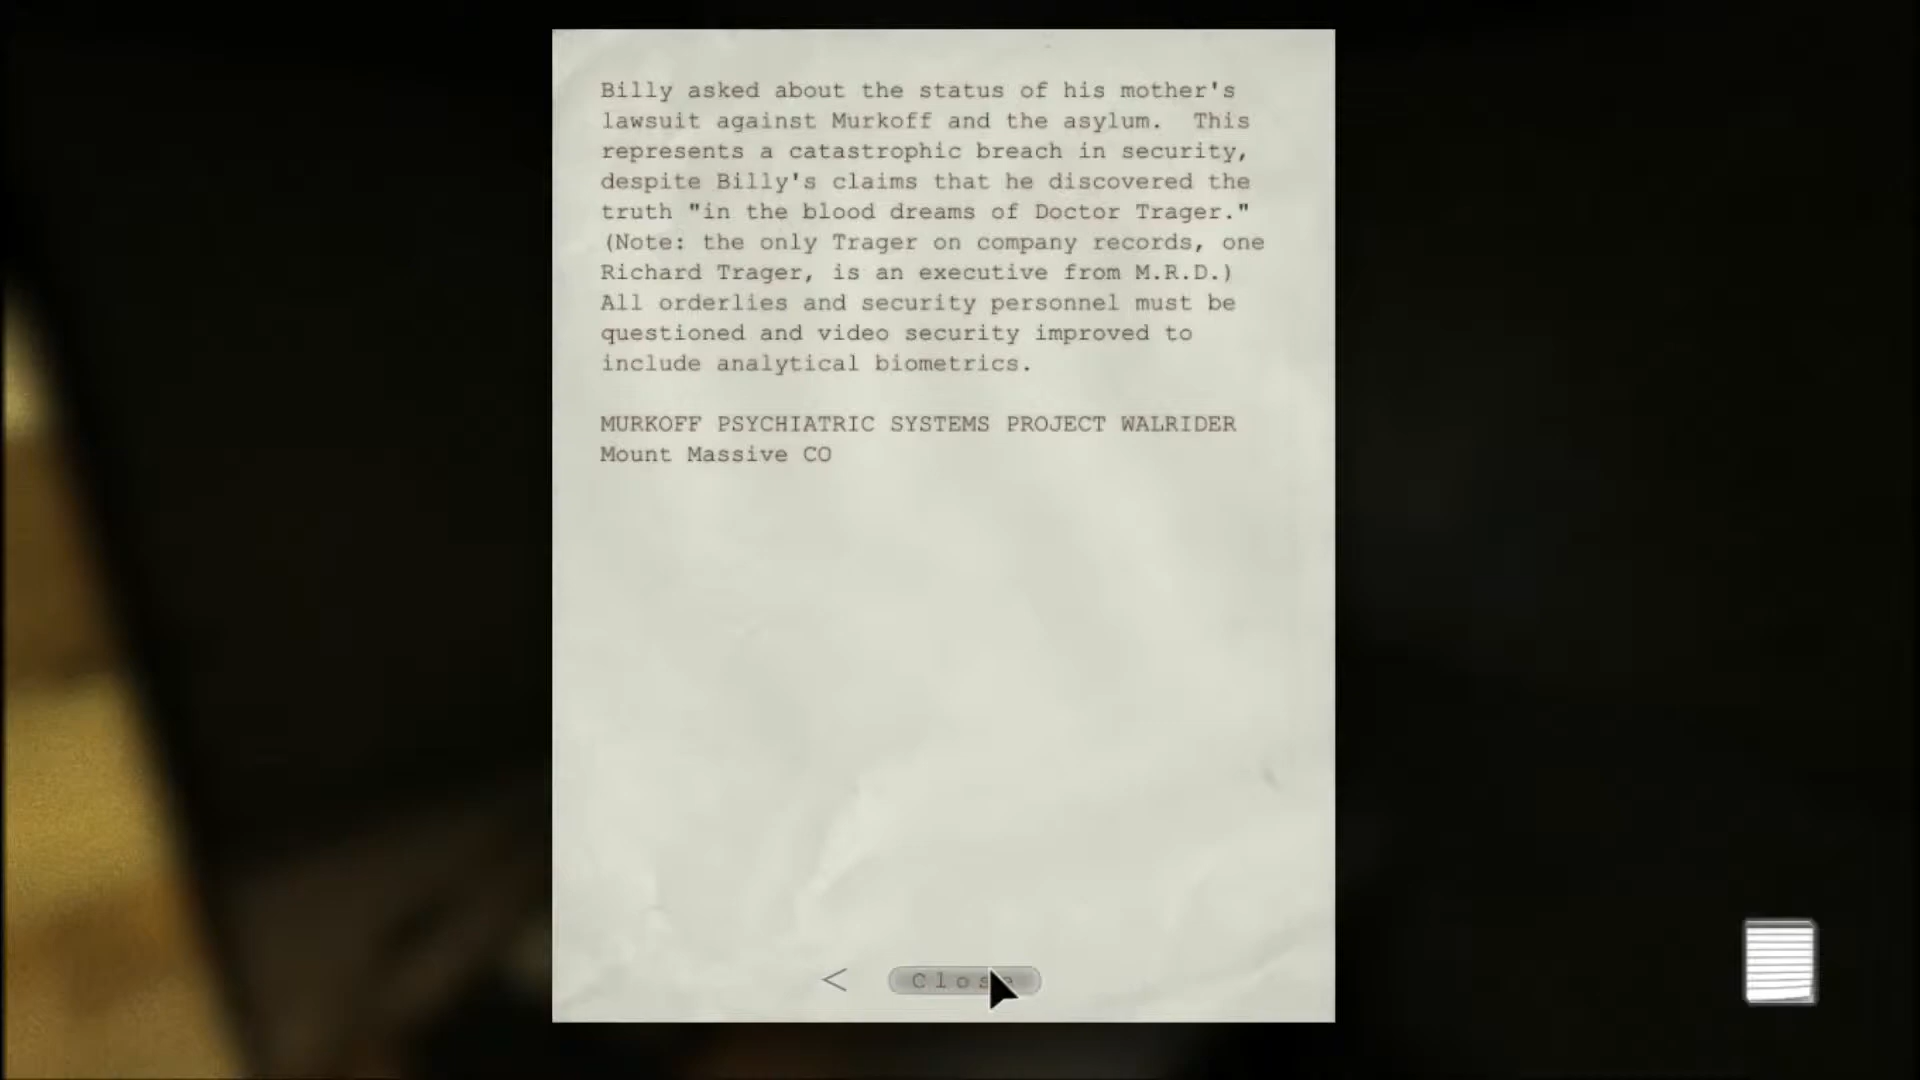 Billy asked about the status of his mother's
lawsuit against Murkoff and the asylum.  This
represents a catastrophic breach in security,
despite Billy's claims that he discovered the
truth "in the blood dreams of Doctor Trager."
(Note: the only Trager on company records, one
Richard Trager, is an executive from M.R.D.)
All orderlies and security personnel must be
questioned and video security improved to
include analytical biometrics.
MURKOFF PSYCHIATRIC SYSTEMS PROJECT WALRIDER
Mount Massive CO
< Close